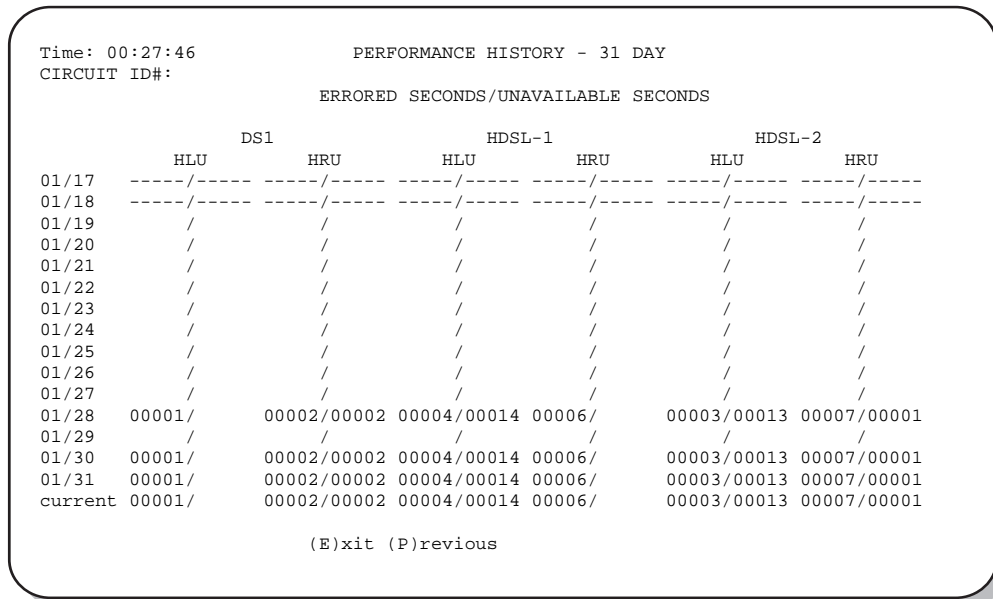 Time: 00:27:46                PERFORMANCE HISTORY - 31 DAY
CIRCUIT ID#:
                            ERRORED SECONDS/UNAVAILABLE SECONDS

                    DS1                     HDSL-1                  HDSL-2
             HLU         HRU         HLU         HRU         HLU         HRU
01/17    -----/----- -----/----- -----/----- -----/----- -----/----- -----/-----
01/18    -----/----- -----/----- -----/----- -----/----- -----/----- -----/-----
01/19         /           /           /           /           /           /
01/20         /           /           /           /           /           /
01/21         /           /           /           /           /           /
01/22         /           /           /           /           /           /
01/23         /           /           /           /           /           /
01/24         /           /           /           /           /           /
01/25         /           /           /           /           /           /
01/26         /           /           /           /           /           /
01/27         /           /           /           /           /           /
01/28    00001/      00002/00002 00004/00014 00006/      00003/00013 00007/00001
01/29         /           /           /           /           /           /
01/30    00001/      00002/00002 00004/00014 00006/      00003/00013 00007/00001
01/31    00001/      00002/00002 00004/00014 00006/      00003/00013 00007/00001
current  00001/      00002/00002 00004/00014 00006/      00003/00013 00007/00001

                        (E)xit (P)revious